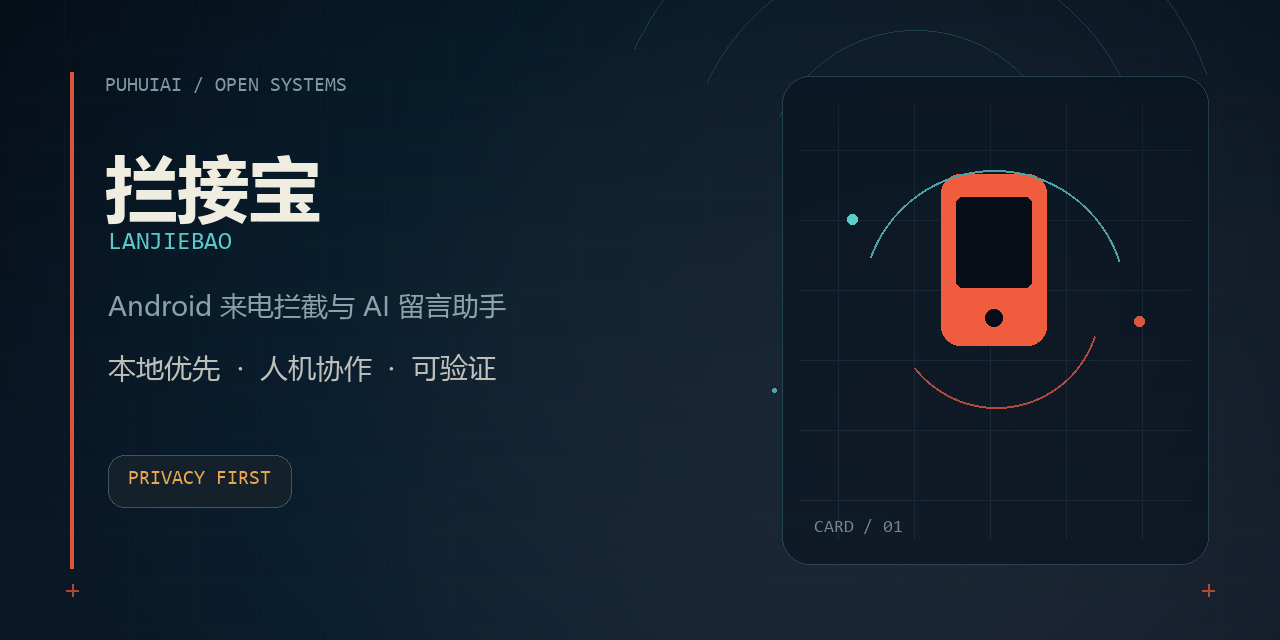 PUHUIAI / OPEN SYSTEMS
拦接宝
LANJIEBAO
Android 来电拦截与 AI 留言助手
本地优先 · 人机协作 · 可验证
PRIVACY FIRST
CARD / 01